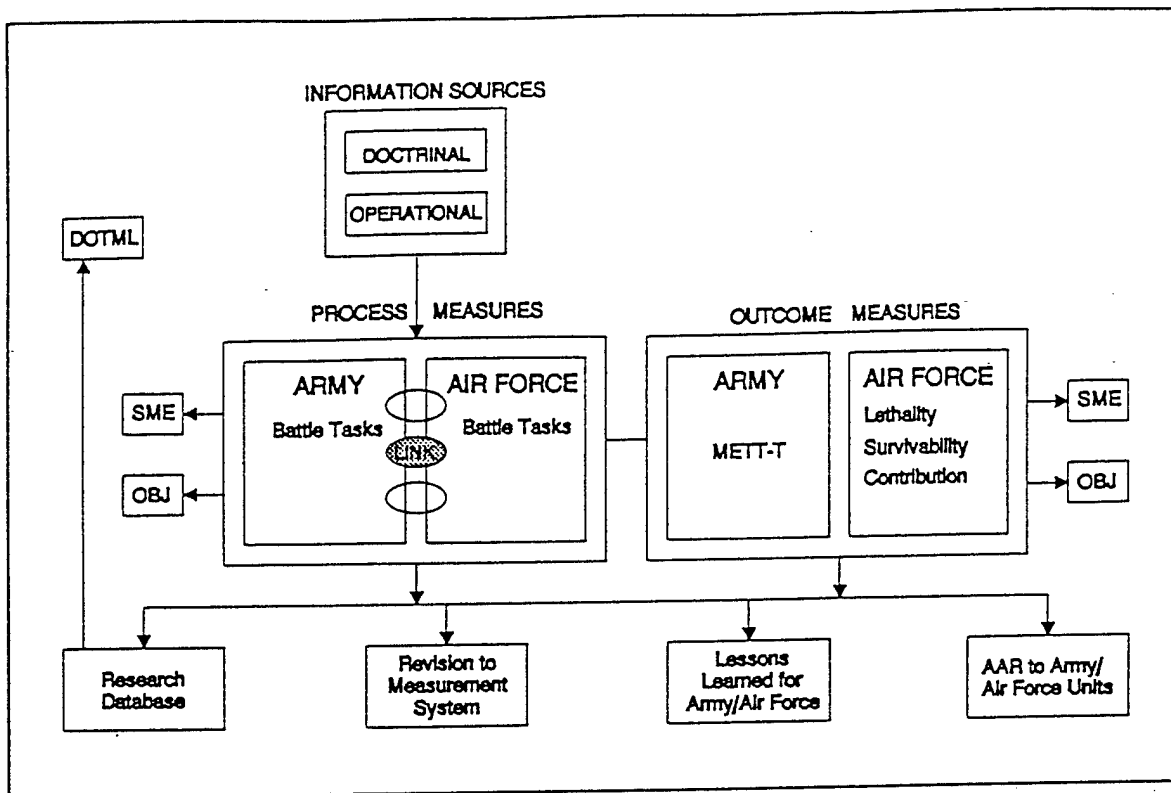 INFORMATION SOURCES
DOCTRINAL
OPERATIONAL
DOTML
PROCESS MEASURES
OUTCOME MEASURES
ARMY
Battle Tasks
AIR FORCE
Battle Tasks
LINK
SME
OBJ
ARMY
METT-T
AIR FORCE
Lethality
Survivability
Contribution
SME
OBJ
Research
Database
Revision to
Measurement
System
Lessons
Learned for
Army/Air Force
AAR to Army/
Air Force Units